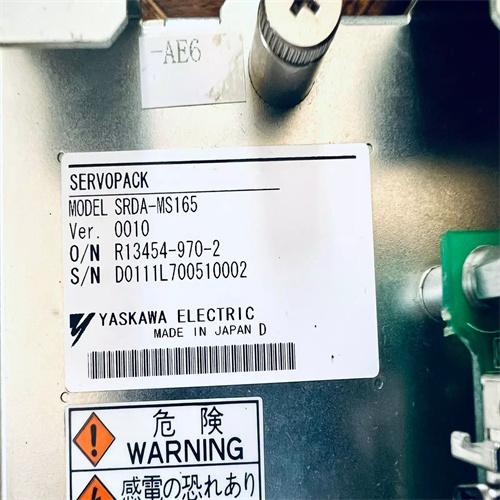 -AE6
SERVOPACK
MODEL SRDA-MS165
Ver. 0010
O/N R13454-970-2
S/N D0111L700510002
YASKAWA ELECTRIC
MADE IN JAPAN D
危険
WARNING
感電の恐れあり